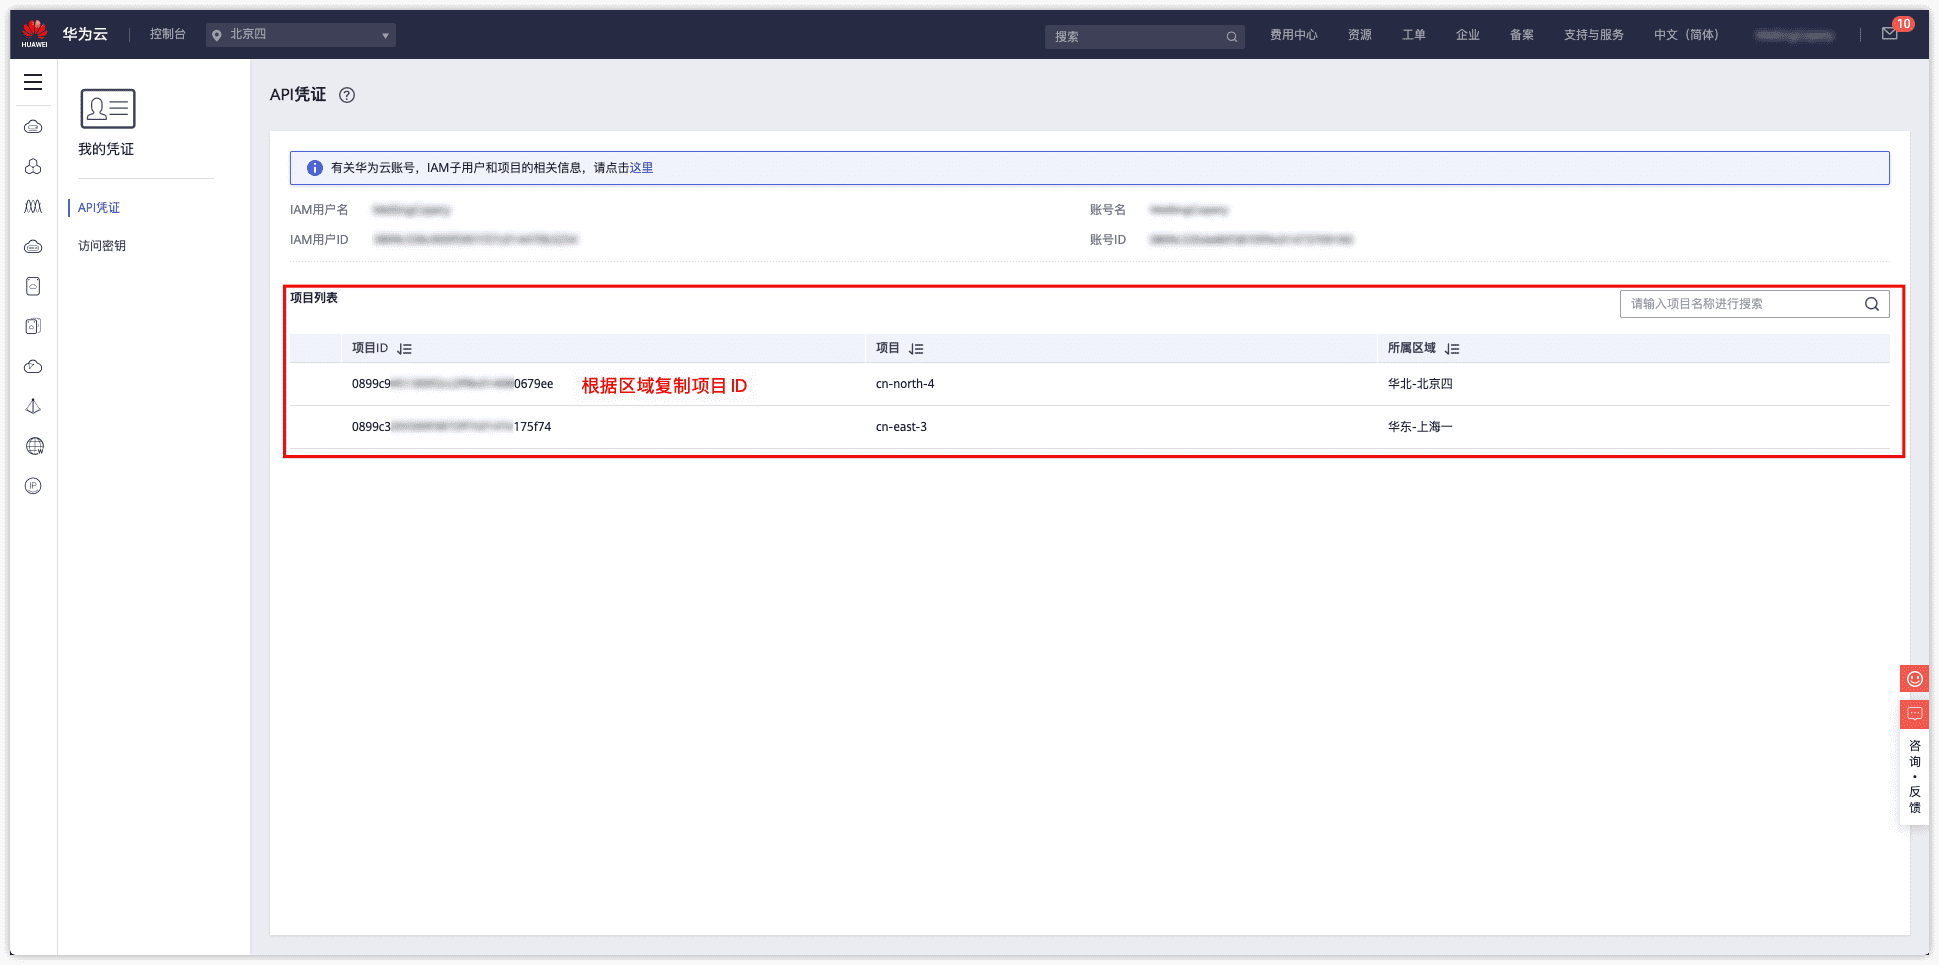 HUAWEI
华为云
控制台
北京四
搜索
费用中心
资源
工单
企业
备案
支持与服务
中文（简体）
10
我的凭证
API凭证
访问密钥
API凭证
有关华为云账号，IAM子用户和项目的相关信息，请点击这里
IAM用户名
账号名
IAM用户ID
账号ID
项目列表
请输入项目名称进行搜索
项目ID
项目
所属区域
0899c9
0679ee
根据区域复制项目 ID
cn-north-4
华北-北京四
0899c3
175f74
cn-east-3
华东-上海一
IP
咨询・反馈